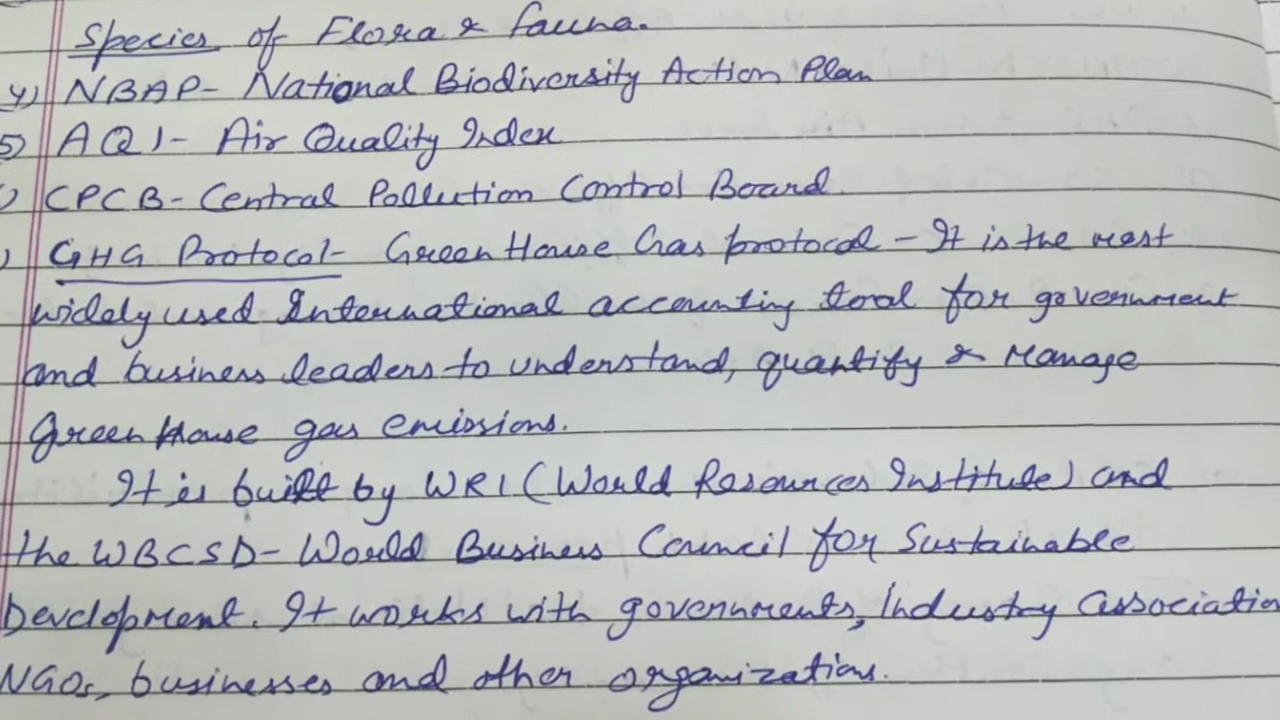 Species of Flora & fauna.
4) NBAP- National Biodiversity Action Plan
5) AQI- Air Quality Index
) CPCB- Central Pollution Control Board.
) GHG Protocol- Green House Gas protocol - It is the most
widely used International accounting tool for government
and business leaders to understand, quantify & Manage
Green House gas emissions.
It is built by WRI (World Resources Institute) and
the WBCSD- World Business Council for Sustainable
Development. It works with governments, Industry Associatio
NGOs, businesses and other organizations.